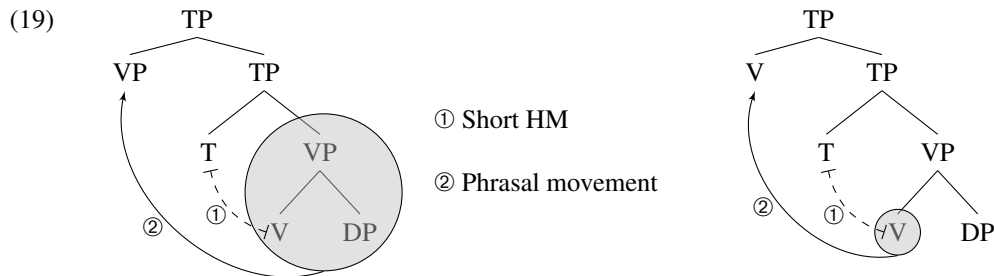 (19) TP TP
VP TP V TP
① Short HM
T VP T VP
② Phrasal movement
① ①
② V DP ② V DP